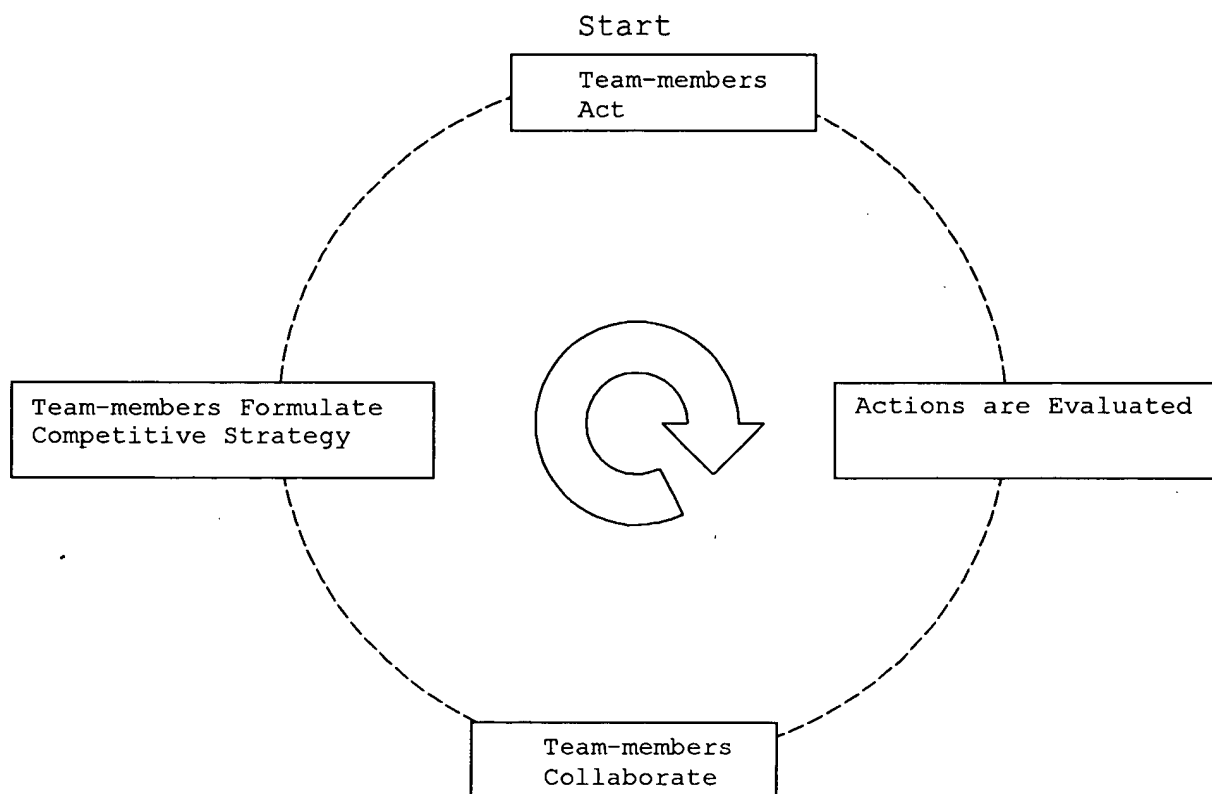 Start
Team-members
Act
Team-members Formulate
Competitive Strategy
Actions are Evaluated
Team-members
Collaborate